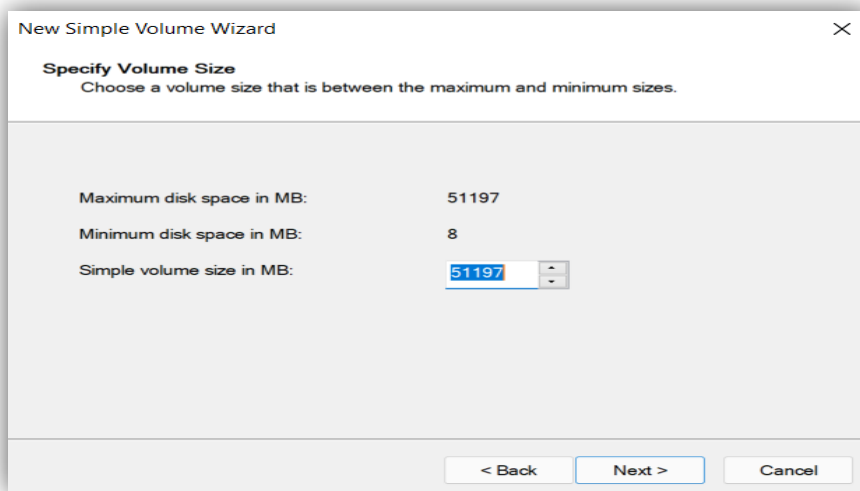 New Simple Volume Wizard
Specify Volume Size
Choose a volume size that is between the maximum and minimum sizes.
Maximum disk space in MB: 51197
Minimum disk space in MB: 8
Simple volume size in MB: 51197
< Back Next > Cancel